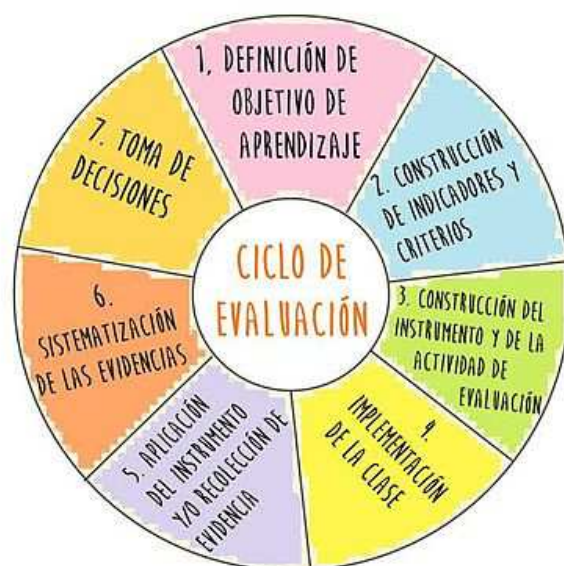 CICLO DE
EVALUACIÓN
1. DEFINICIÓN DE
OBJETIVO DE
APRENDIZAJE
2. CONSTRUCCIÓN
DE INDICADORES Y
CRITERIOS
3. CONSTRUCCIÓN DEL
INSTRUMENTO Y DE LA
ACTIVIDAD DE
EVALUACIÓN
4.
IMPLEMENTACIÓN
DE LA CLASE
5. APLICACIÓN
DEL INSTRUMENTO
Y/O RECOLECCIÓN DE
EVIDENCIA
6.
SISTEMATIZACIÓN
DE LAS EVIDENCIAS
7. TOMA DE
DECISIONES